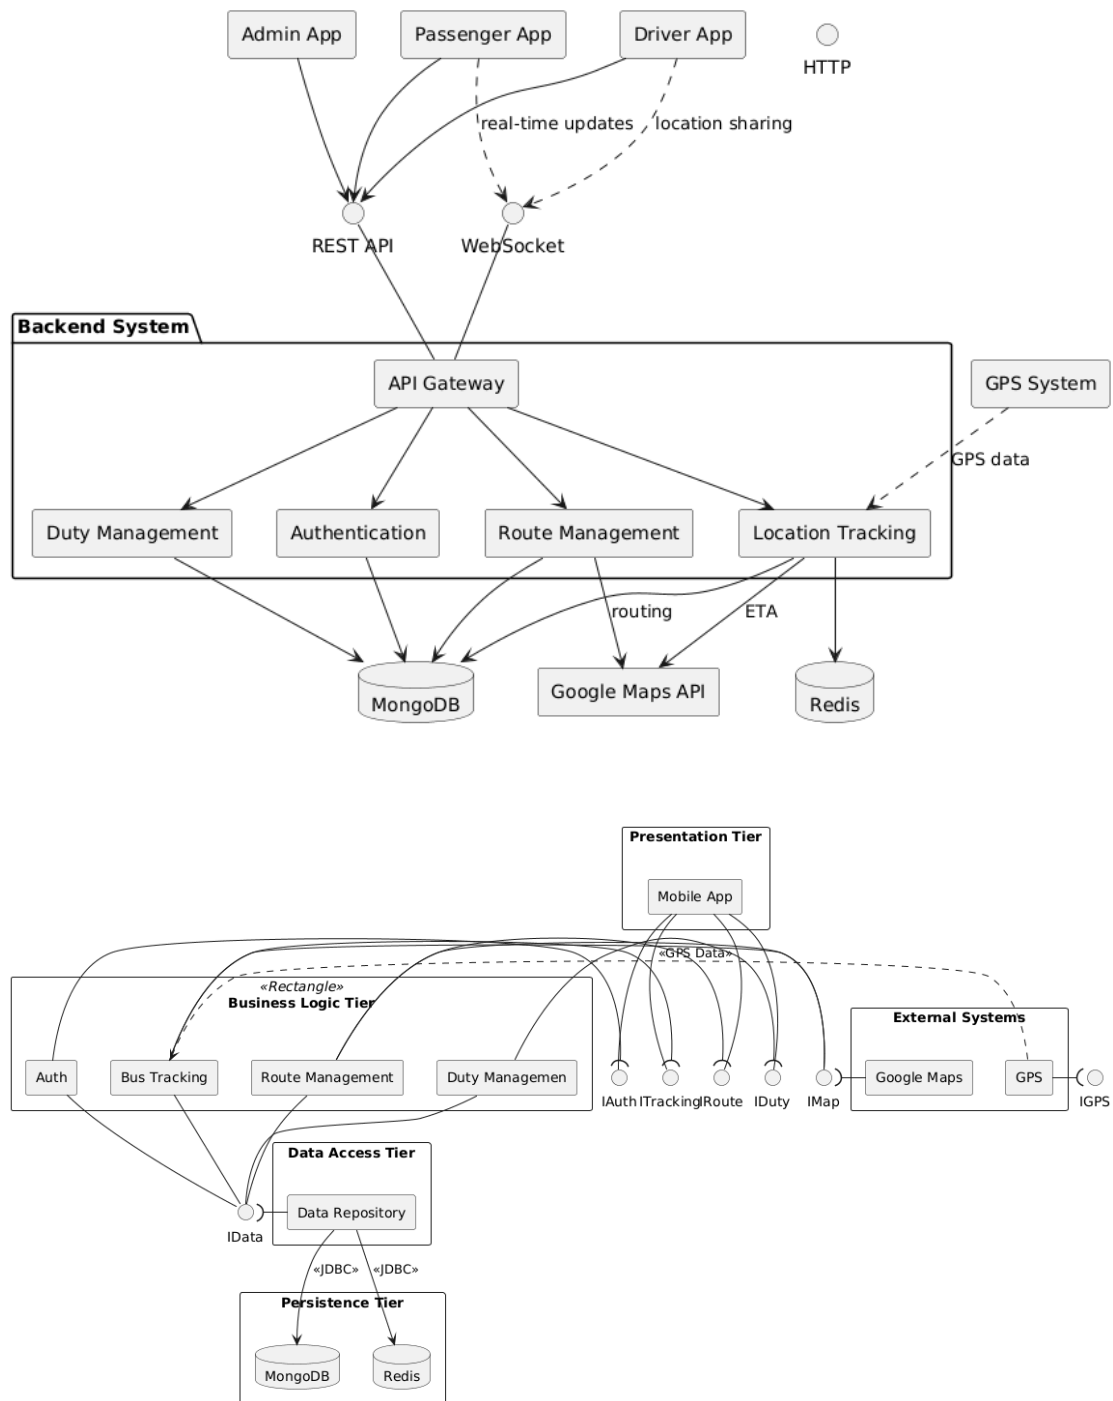 Admin App
Passenger App
Driver App
HTTP
real-time updates
location sharing
REST API
WebSocket
Backend System
API Gateway
GPS System
GPS data
Duty Management
Authentication
Route Management
Location Tracking
routing
ETA
MongoDB
Google Maps API
Redis
Presentation Tier
Mobile App
«GPS Data»
«Rectangle»
Business Logic Tier
External Systems
Auth
Bus Tracking
Route Management
Duty Managemen
Google Maps
GPS
IAuth
ITracking
IRoute
IDuty
IMap
IGPS
Data Access Tier
Data Repository
IData
«JDBC»
«JDBC»
Persistence Tier
MongoDB
Redis